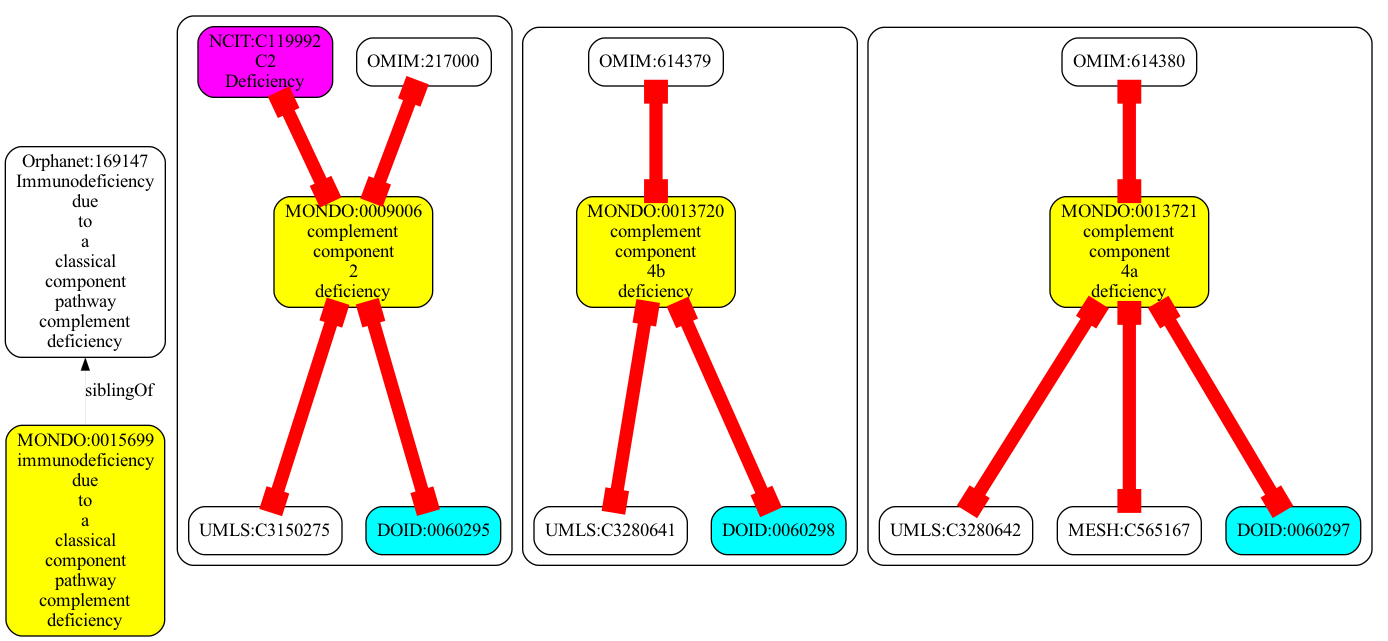 Orphanet:169147
Immunodeficiency
due
to
a
classical
component
pathway
complement
deficiency
siblingOf
MONDO:0015699
immunodeficiency
due
to
a
classical
component
pathway
complement
deficiency
NCIT:C119992
C2
Deficiency
OMIM:217000
MONDO:0009006
complement
component
2
deficiency
UMLS:C3150275
DOID:0060295
OMIM:614379
MONDO:0013720
complement
component
4b
deficiency
UMLS:C3280641
DOID:0060298
OMIM:614380
MONDO:0013721
complement
component
4a
deficiency
UMLS:C3280642
MESH:C565167
DOID:0060297